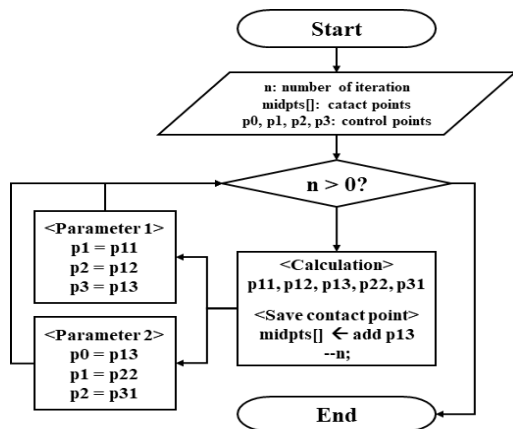 Start
n: number of iteration
midpts[]: catact points
p0, p1, p2, p3: control points
n > 0?
<Parameter 1>
p1 = p11
p2 = p12
p3 = p13
<Calculation>
p11, p12, p13, p22, p31
<Save contact point>
midpts[] ← add p13
--n;
<Parameter 2>
p0 = p13
p1 = p22
p2 = p31
End